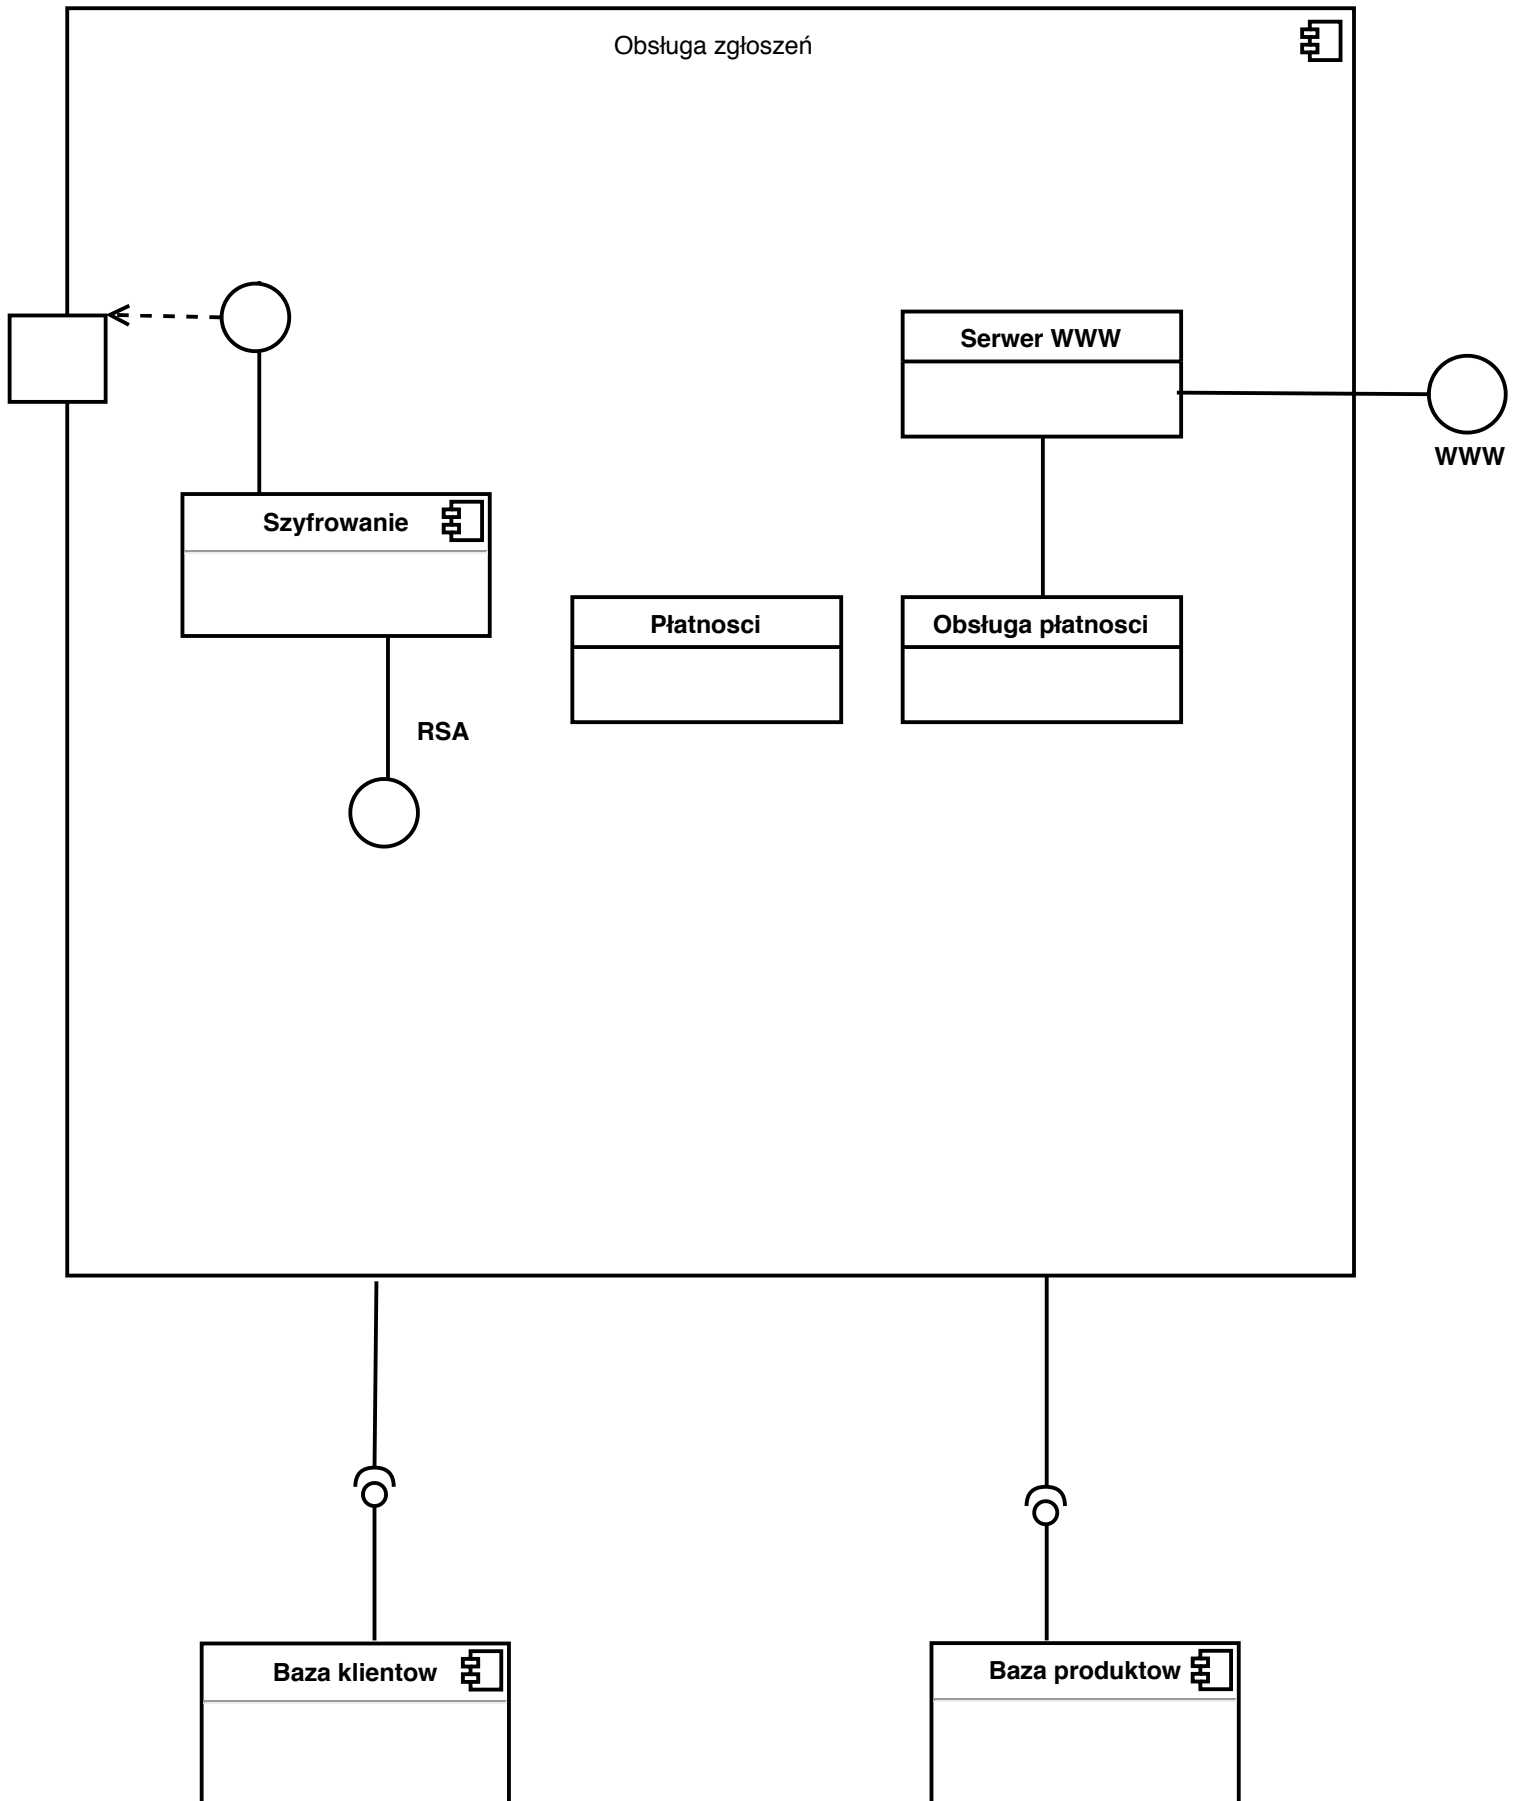 Obsługa zgłoszeń
Serwer WWW
WWW
Szyfrowanie
Płatnosci
Obsługa płatnosci
RSA
Baza klientow
Baza produktow